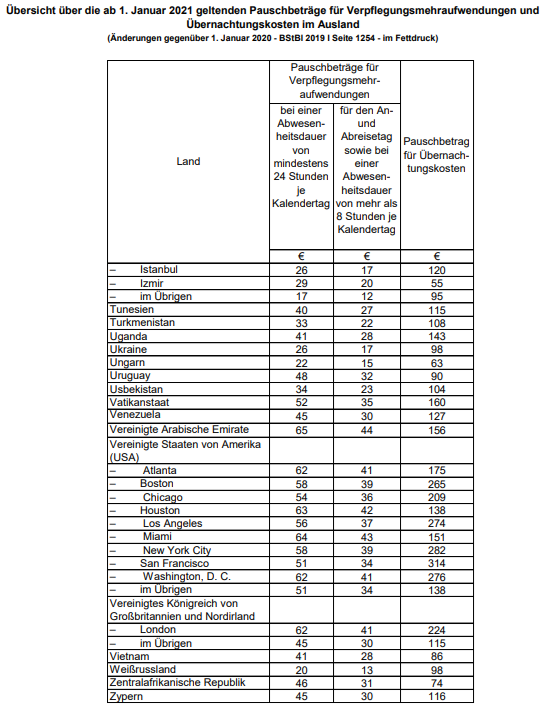 Übersicht über die ab 1. Januar 2021 geltenden Pauschbeträge für Verpflegungsmehraufwendungen und
Übernachtungskosten im Ausland
(Änderungen gegenüber 1. Januar 2020 - BStBl 2019 I Seite 1254 - im Fettdruck)
Land
Pauschbeträge für
Verpflegungsmehr-
aufwendungen
bei einer
Abwesen-
heitsdauer
von
mindestens
24 Stunden
je
Kalendertag
für den An-
und
Abreisetag
sowie bei
einer
Abwesen-
heitsdauer
von mehr als
8 Stunden je
Kalendertag
Pauschbetrag
für Übernach-
tungskosten
€ € €
– Istanbul 26 17 120
– Izmir 29 20 55
– im Übrigen 17 12 95
Tunesien 40 27 115
Turkmenistan 33 22 108
Uganda 41 28 143
Ukraine 26 17 98
Ungarn 22 15 63
Uruguay 48 32 90
Usbekistan 34 23 104
Vatikanstaat 52 35 160
Venezuela 45 30 127
Vereinigte Arabische Emirate 65 44 156
Vereinigte Staaten von Amerika
(USA)
– Atlanta 62 41 175
– Boston 58 39 265
– Chicago 54 36 209
– Houston 63 42 138
– Los Angeles 56 37 274
– Miami 64 43 151
– New York City 58 39 282
– San Francisco 51 34 314
– Washington, D. C. 62 41 276
– im Übrigen 51 34 138
Vereinigtes Königreich von
Großbritannien und Nordirland
– London 62 41 224
– im Übrigen 45 30 115
Vietnam 41 28 86
Weißrussland 20 13 98
Zentralafrikanische Republik 46 31 74
Zypern 45 30 116